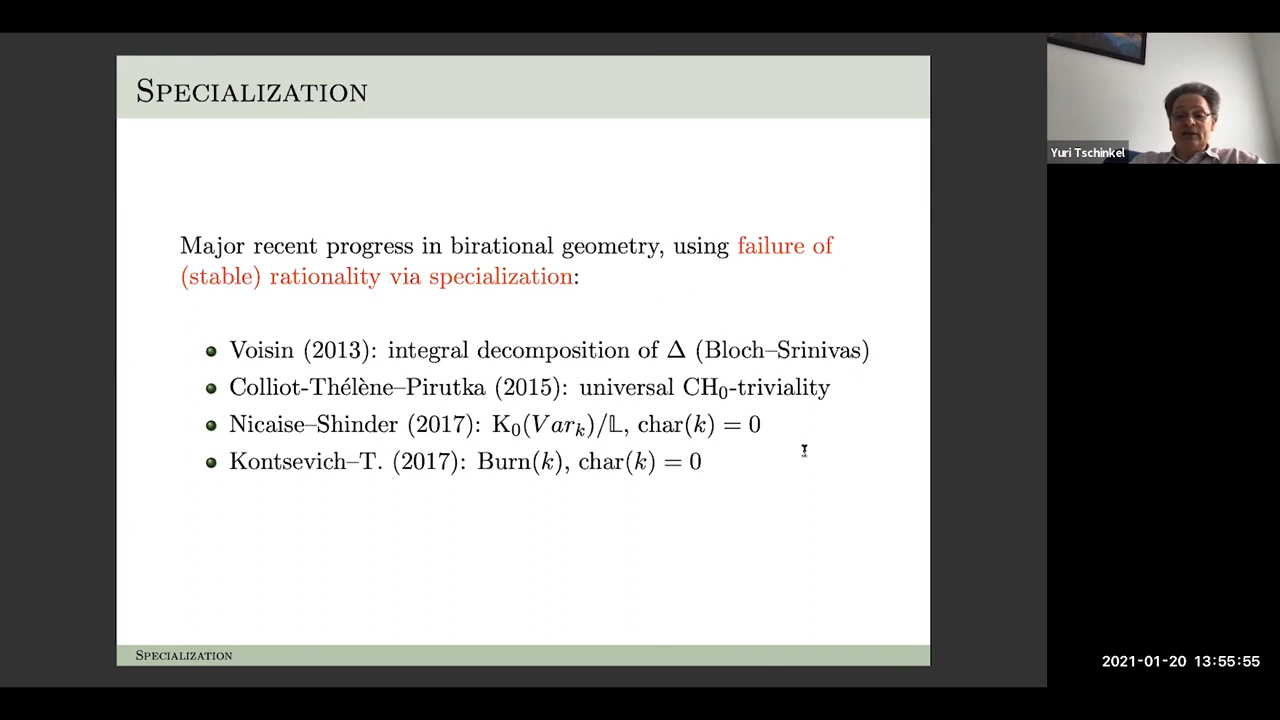 SPECIALIZATION
Yuri Tschinkel
Major recent progress in birational geometry, using failure of
(stable) rationality via specialization:
Voisin (2013): integral decomposition of Δ (Bloch–Srinivas)
Colliot-Thélène–Pirutka (2015): universal CH₀-triviality
Nicaise–Shinder (2017): K₀(Varₖ)/𝕃, char(k) = 0
Kontsevich–T. (2017): Burn(k), char(k) = 0
SPECIALIZATION
2021-01-20 13:55:55